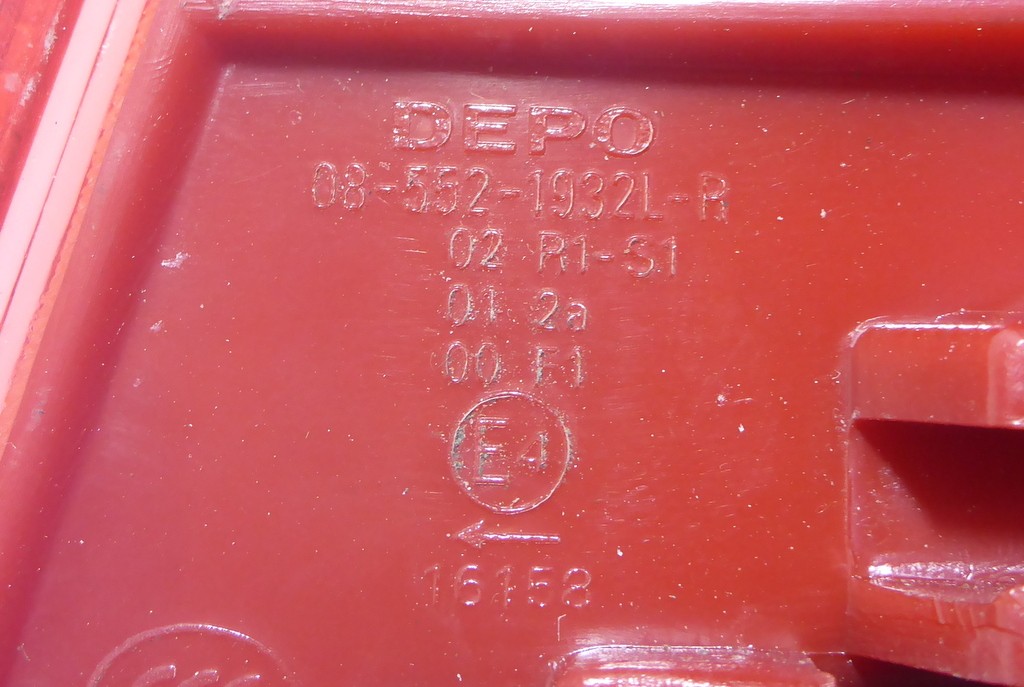 DEPO
08-552-1932L-R
02 R1-S1
01 2a
00 F1
E4
16158